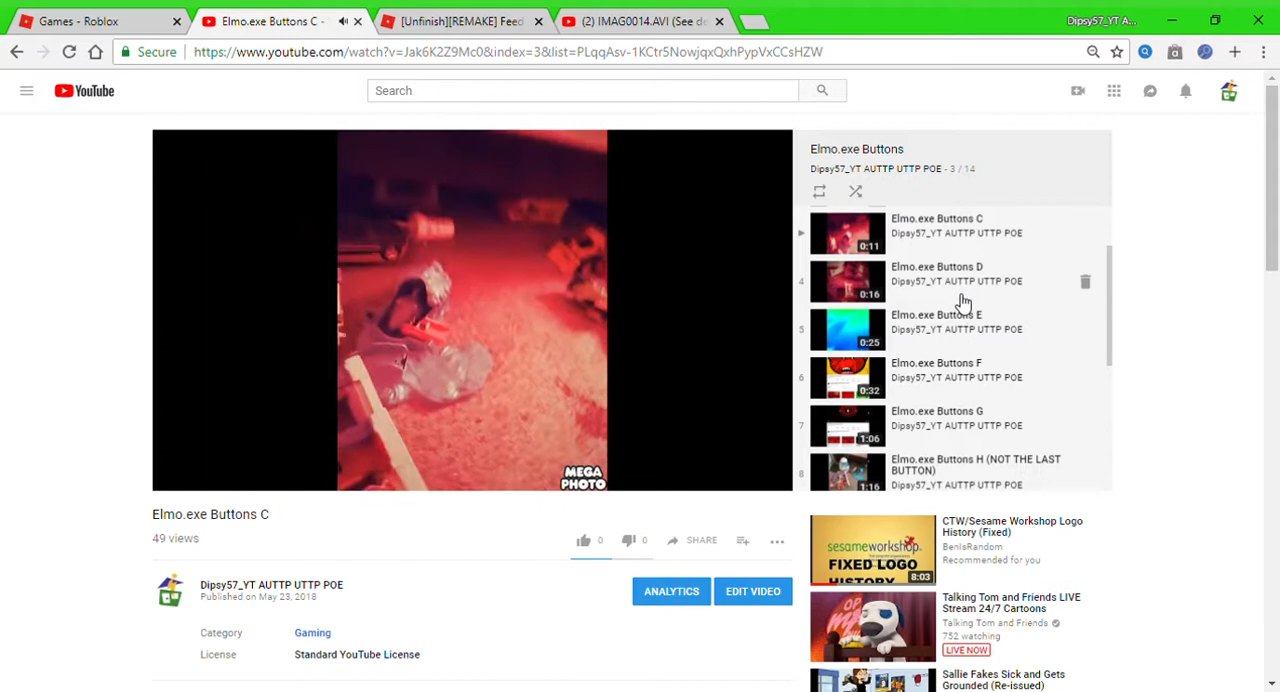 Games - Roblox
Elmo.exe Buttons C -
[Unfinish][REMAKE] Feed
(2) IMAG0014.AVI (See de
Dipsy57_YT A...
Secure
https://www.youtube.com/watch?v=Jak6K2Z9Mc0&index=3&list=PLqqAsv-1KCtr5NowjqxQxhPypVxCCsHZW
YouTube
Search
MEGA
PHOTO
Elmo.exe Buttons
Dipsy57_YT AUTTP UTTP POE - 3 / 14
Elmo.exe Buttons C
Dipsy57_YT AUTTP UTTP POE
0:11
4
Elmo.exe Buttons D
Dipsy57_YT AUTTP UTTP POE
0:16
5
Elmo.exe Buttons E
Dipsy57_YT AUTTP UTTP POE
0:25
6
Elmo.exe Buttons F
Dipsy57_YT AUTTP UTTP POE
0:32
7
Elmo.exe Buttons G
Dipsy57_YT AUTTP UTTP POE
1:06
8
Elmo.exe Buttons H (NOT THE LAST
BUTTON)
Dipsy57_YT AUTTP UTTP POE
1:16
Elmo.exe Buttons C
49 views
0
0
SHARE
Dipsy57_YT AUTTP UTTP POE
Published on May 23, 2018
ANALYTICS
EDIT VIDEO
Category
Gaming
License
Standard YouTube License
sesameworkshop
FIXED LOGO
HISTORY
8:03
CTW/Sesame Workshop Logo
History (Fixed)
BenIsRandom
Recommended for you
Talking Tom and Friends LIVE
Stream 24/7 Cartoons
Talking Tom and Friends
752 watching
LIVE NOW
Sallie Fakes Sick and Gets
Grounded (Re-issued)